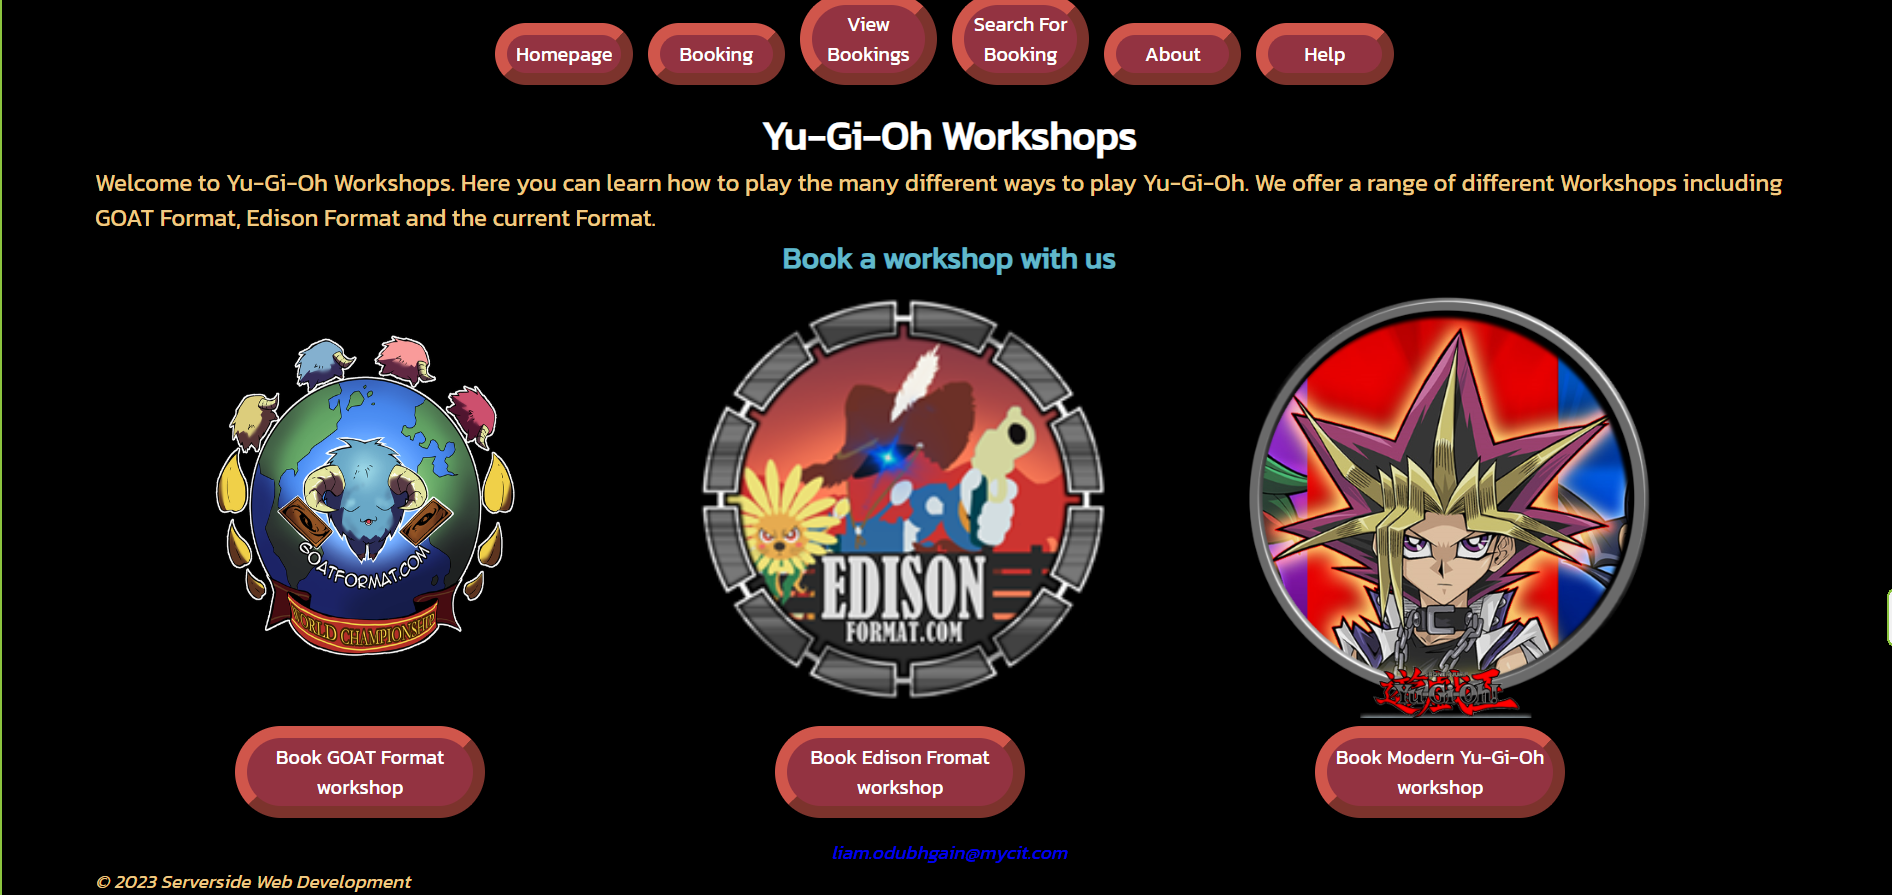 Homepage
Booking
View
Bookings
Search For
Booking
About
Help
Yu-Gi-Oh Workshops
Welcome to Yu-Gi-Oh Workshops. Here you can learn how to play the many different ways to play Yu-Gi-Oh. We offer a range of different Workshops including
GOAT Format, Edison Format and the current Format.
Book a workshop with us
GOATFORMAT.COM
WORLD CHAMPIONSHIP
EDISON
FORMAT.COM
遊戯王
Yu-Gi-Oh!
Book GOAT Format
workshop
Book Edison Fromat
workshop
Book Modern Yu-Gi-Oh
workshop
liam.odubhgain@mycit.com
© 2023 Serverside Web Development